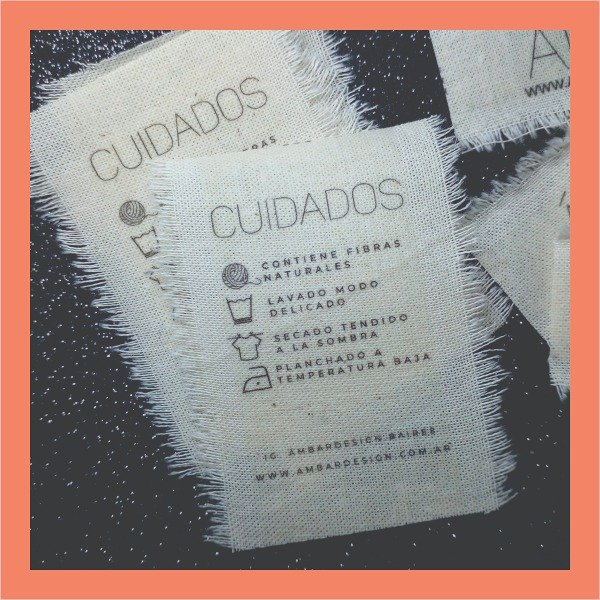 CUIDADOS
CUIDADOS
CONTIENE FIBRAS
NATURALES
LAVADO MODO
DELICADO
SECADO TENDIDO
A LA SOMBRA
PLANCHADO A
TEMPERATURA BAJA
IG: AMBARDESIGN.BAIRES
WWW.AMBARDESIGN.COM.AR
WWW.A